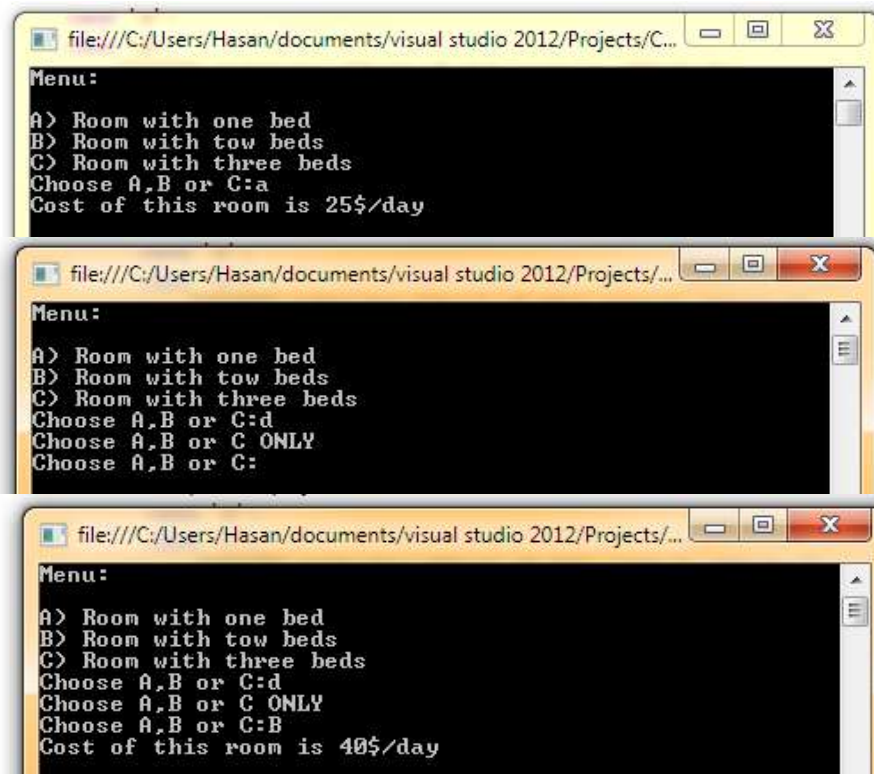 file:///C:/Users/Hasan/documents/visual studio 2012/Projects/C...
Menu:
A) Room with one bed
B) Room with tow beds
C) Room with three beds
Choose A,B or C:a
Cost of this room is 25$/day
file:///C:/Users/Hasan/documents/visual studio 2012/Projects/...
Menu:
A) Room with one bed
B) Room with tow beds
C) Room with three beds
Choose A,B or C:d
Choose A,B or C ONLY
Choose A,B or C:
file:///C:/Users/Hasan/documents/visual studio 2012/Projects/...
Menu:
A) Room with one bed
B) Room with tow beds
C) Room with three beds
Choose A,B or C:d
Choose A,B or C ONLY
Choose A,B or C:B
Cost of this room is 40$/day